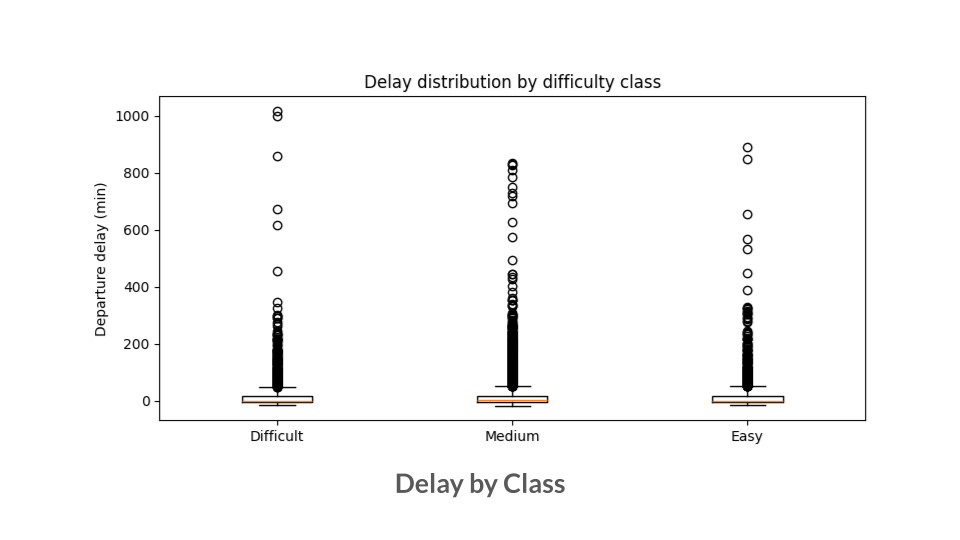 Delay distribution by difficulty class
1000
800
600
400
200
0
Departure delay (min)
Difficult
Medium
Easy
Delay by Class